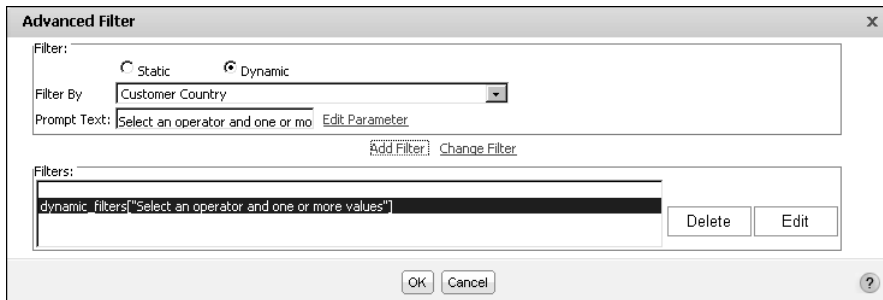 Advanced Filter x
Filter:
Static Dynamic
Filter By Customer Country
Prompt Text: Select an operator and one or mo Edit Parameter
Add Filter Change Filter
Filters:
dynamic_filters["Select an operator and one or more values"]
Delete Edit
OK Cancel ?